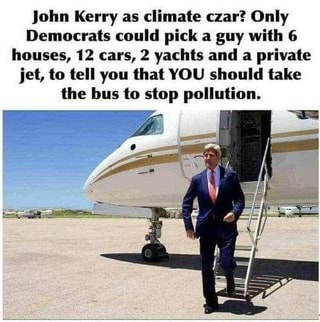 John Kerry as climate czar? Only
Democrats could pick a guy with 6
houses, 12 cars, 2 yachts and a private
jet, to tell you that YOU should take
the bus to stop pollution.